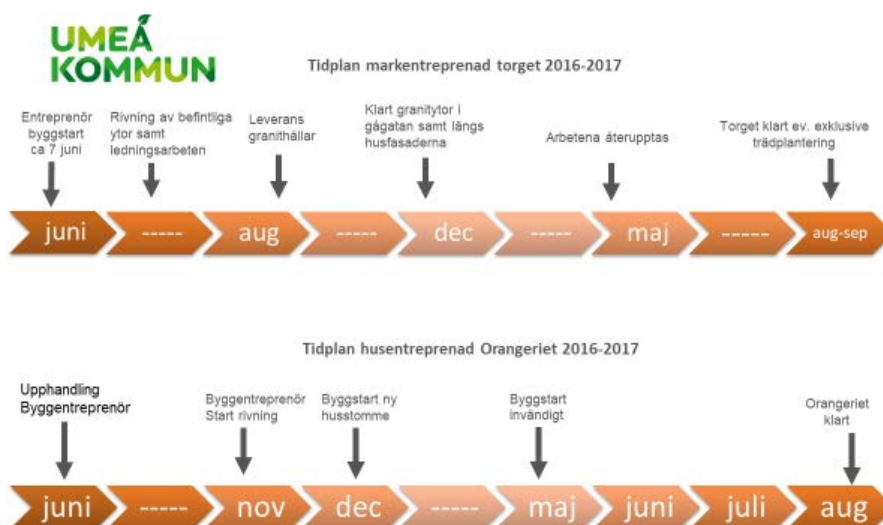 UMEÅ
KOMMUN
Tidplan markentreprenad torget 2016-2017
Entreprenör
byggstart
ca 7 juni
Rivning av befintliga
ytor samt
ledningsarbeten
Leverans
granithällar
Klart granitytor i
gågatan samt längs
husfasaderna
Arbetena återupptas
Torget klart ev. exklusive
trädplantering
juni
-----
aug
-----
dec
-----
maj
-----
aug-sep
Tidplan husentreprenad Orangeriet 2016-2017
Upphandling
Byggentreprenör
Byggentreprenör
Start rivning
Byggstart ny
husstomme
Byggstart
invändigt
Orangeriet
klart
juni
-----
nov
dec
-----
maj
juni
juli
aug